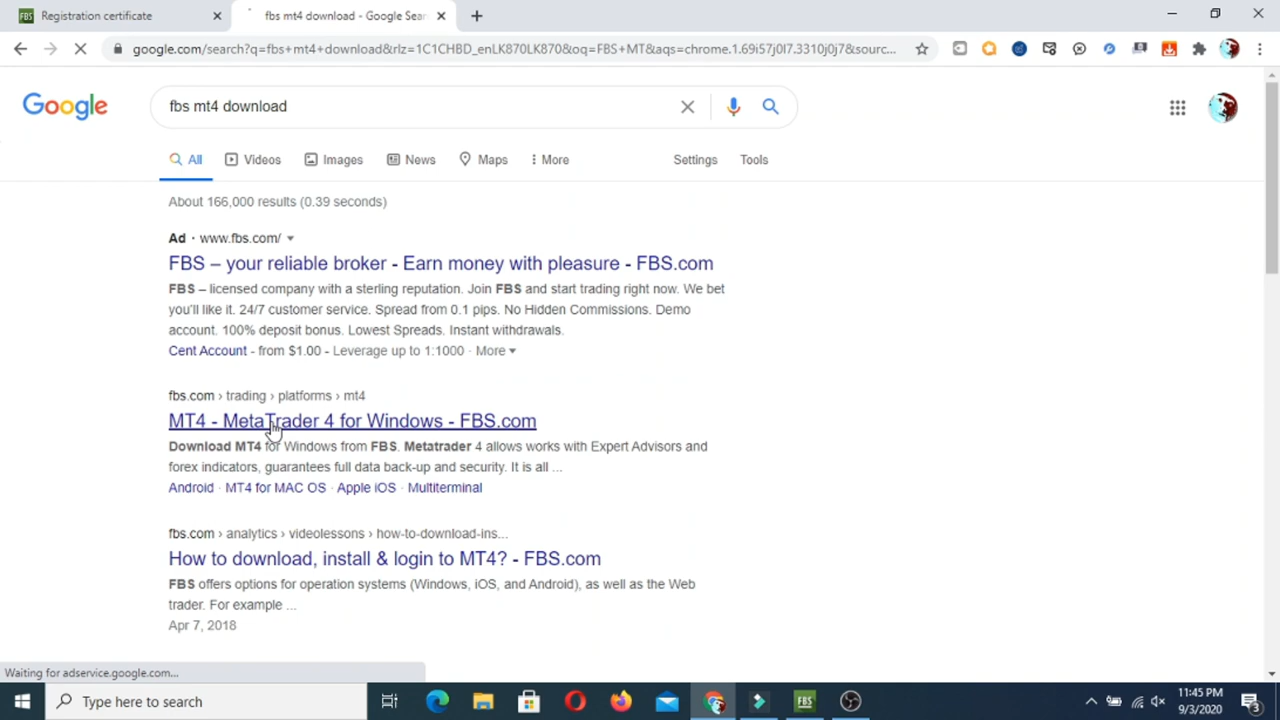 FBS Registration certificate
fbs mt4 download - Google Sear
google.com/search?q=fbs+mt4+download&rlz=1C1CHBD_enLK870LK870&oq=FBS+MT&aqs=chrome.1.69i57j0l7.3310j0j7&sourc...
Google
fbs mt4 download
All Videos Images News Maps More Settings Tools
About 166,000 results (0.39 seconds)
Ad · www.fbs.com/
FBS – your reliable broker - Earn money with pleasure - FBS.com
FBS – licensed company with a sterling reputation. Join FBS and start trading right now. We bet
you'll like it. 24/7 customer service. Spread from 0.1 pips. No Hidden Commissions. Demo
account. 100% deposit bonus. Lowest Spreads. Instant withdrawals.
Cent Account - from $1.00 - Leverage up to 1:1000 · More
fbs.com › trading › platforms › mt4
MT4 - MetaTrader 4 for Windows - FBS.com
Download MT4 for Windows from FBS. Metatrader 4 allows works with Expert Advisors and
forex indicators, guarantees full data back-up and security. It is all ...
Android · MT4 for MAC OS · Apple iOS · Multiterminal
fbs.com › analytics › videolessons › how-to-download-ins...
How to download, install & login to MT4? - FBS.com
FBS offers options for operation systems (Windows, iOS, and Android), as well as the Web
trader. For example ...
Apr 7, 2018
Waiting for adservice.google.com...
Type here to search
FBS
11:45 PM
9/3/2020
3